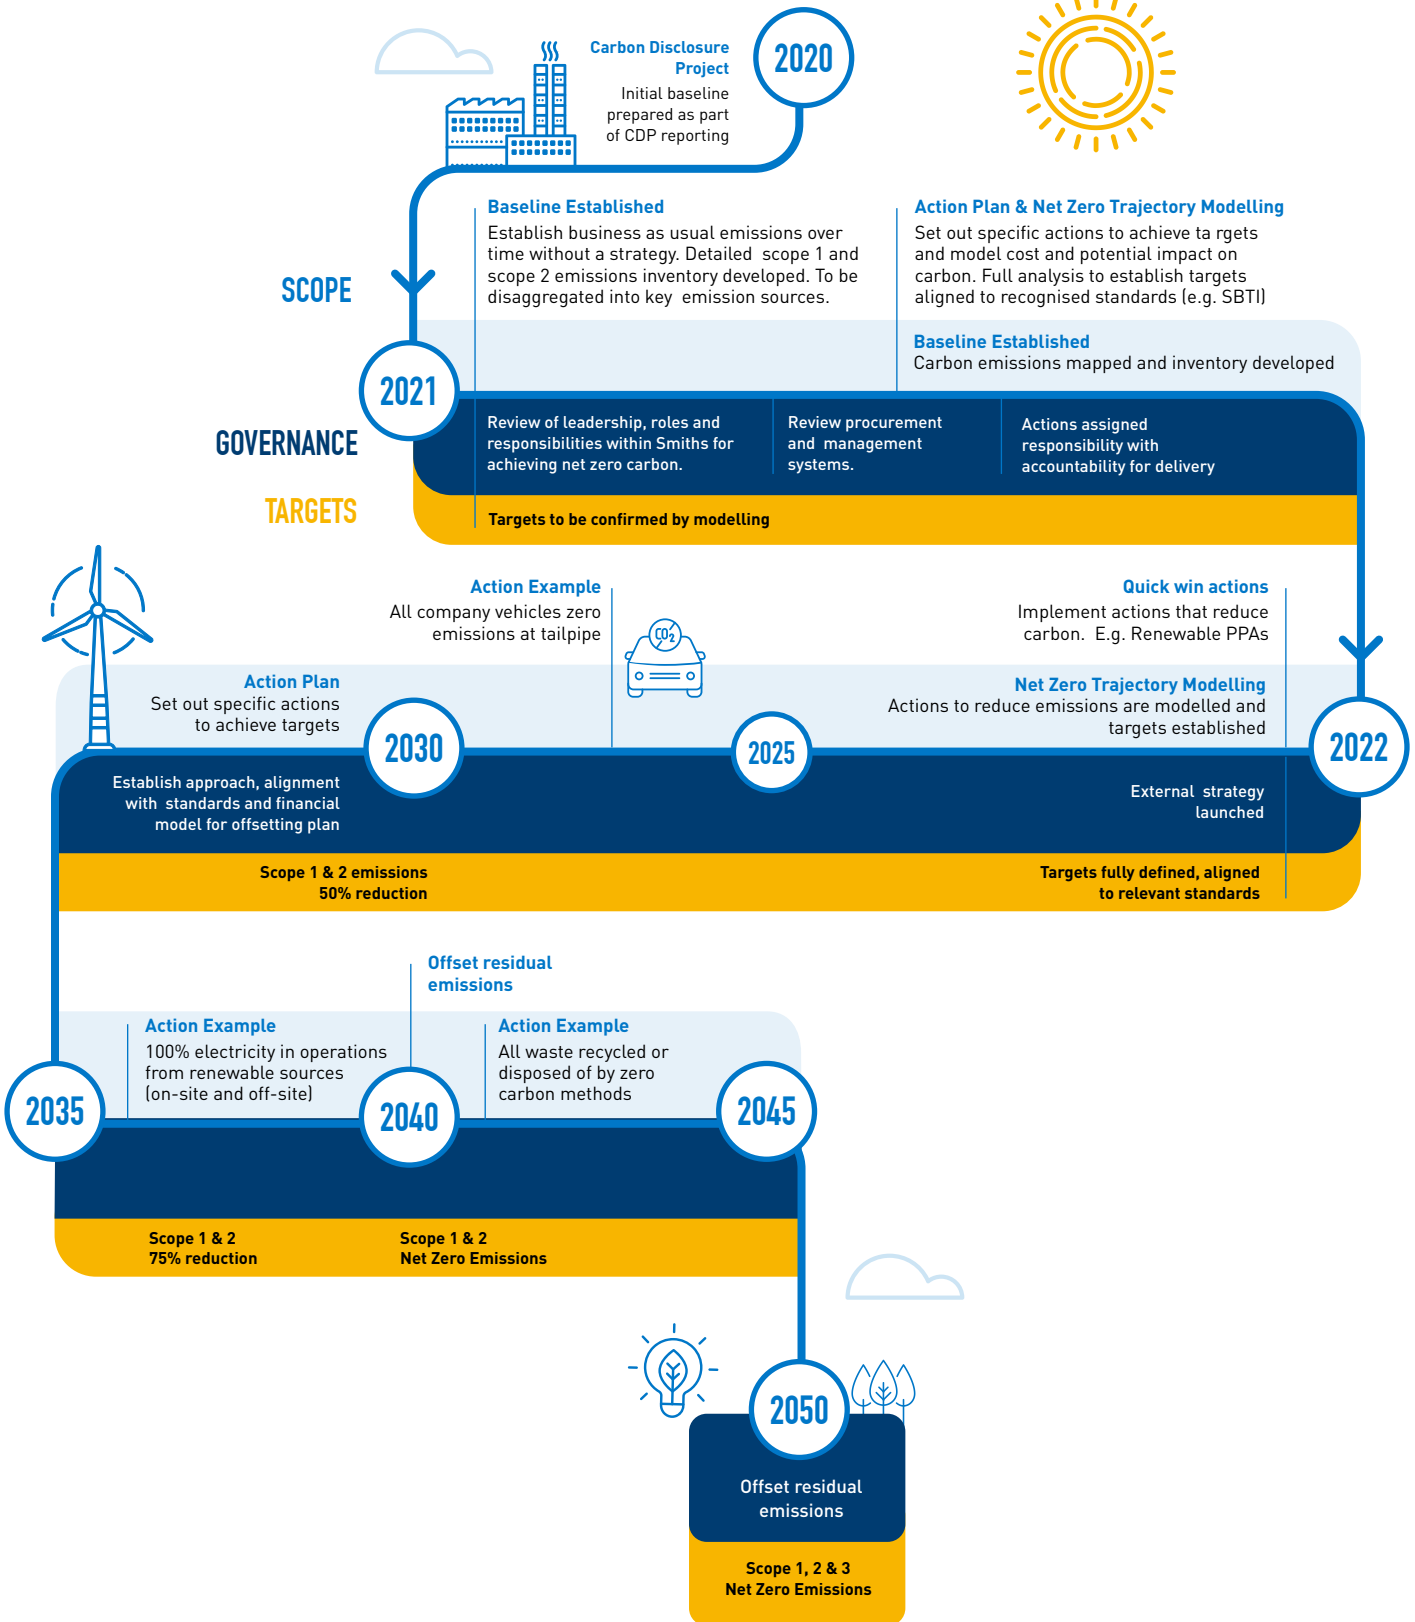 Carbon Disclosure
Project
Initial baseline
prepared as part
of CDP reporting
2020
Baseline Established
Establish business as usual emissions over
time without a strategy. Detailed scope 1 and
scope 2 emissions inventory developed. To be
disaggregated into key emission sources.
Action Plan & Net Zero Trajectory Modelling
Set out specific actions to achieve ta rgets
and model cost and potential impact on
carbon. Full analysis to establish targets
aligned to recognised standards (e.g. SBTI)
SCOPE
Baseline Established
Carbon emissions mapped and inventory developed
2021
GOVERNANCE
Review of leadership, roles and
responsibilities within Smiths for
achieving net zero carbon.
Review procurement
and management
systems.
Actions assigned
responsibility with
accountability for delivery
TARGETS
Targets to be confirmed by modelling
Quick win actions
Implement actions that reduce
carbon. E.g. Renewable PPAs
Action Example
All company vehicles zero
emissions at tailpipe
CO2
Net Zero Trajectory Modelling
Actions to reduce emissions are modelled and
targets established
Action Plan
Set out specific actions
to achieve targets
2022
2025
2030
External strategy
launched
Establish approach, alignment
with standards and financial
model for offsetting plan
Targets fully defined, aligned
to relevant standards
Scope 1 & 2 emissions
50% reduction
Offset residual
emissions
Action Example
100% electricity in operations
from renewable sources
(on-site and off-site)
Action Example
All waste recycled or
disposed of by zero
carbon methods
2035
2040
2045
Scope 1 & 2
75% reduction
Scope 1 & 2
Net Zero Emissions
2050
Offset residual
emissions
Scope 1, 2 & 3
Net Zero Emissions